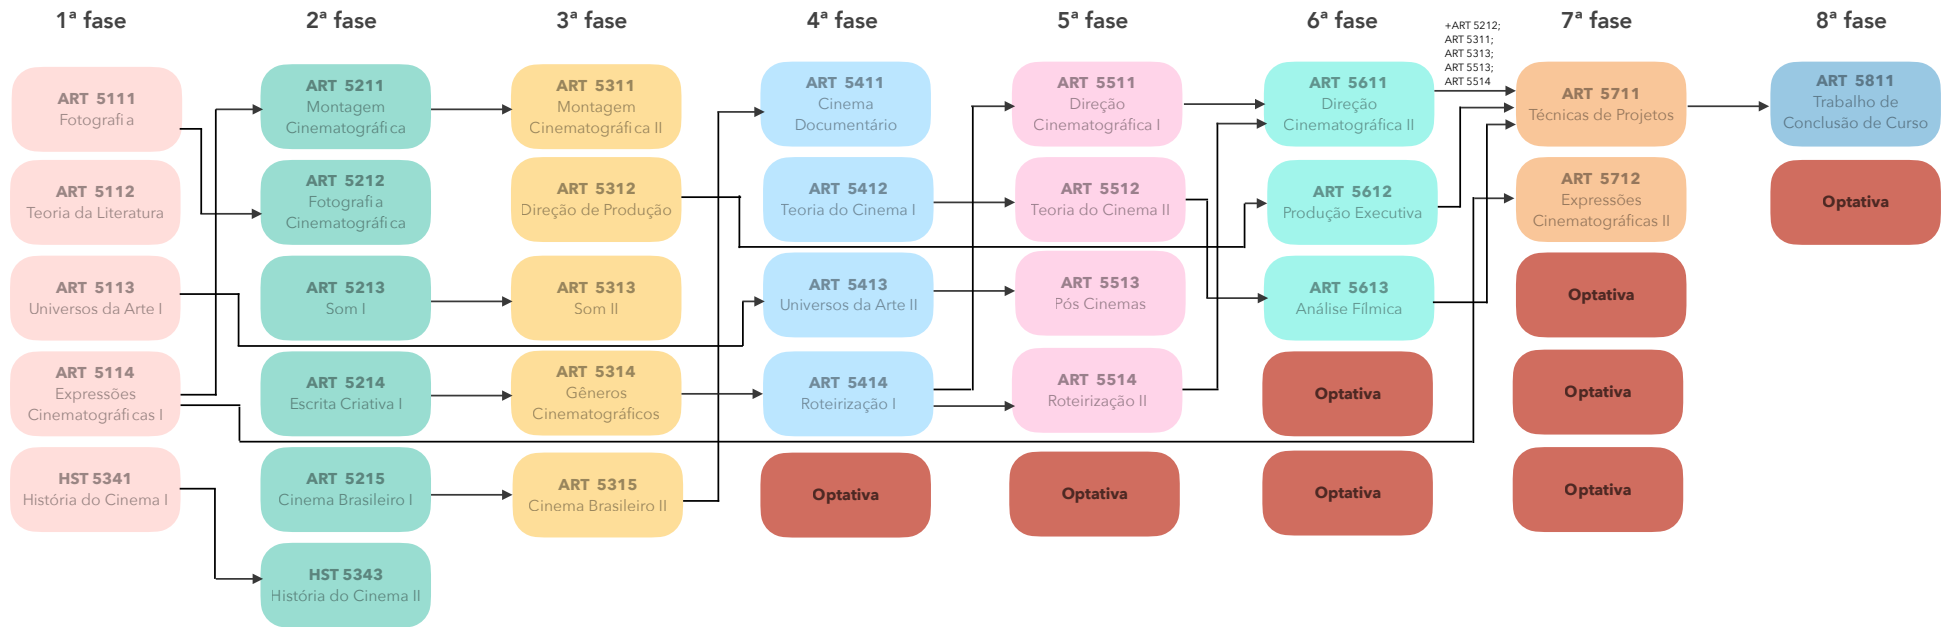 1ª fase
2ª fase
3ª fase
4ª fase
5ª fase
6ª fase
7ª fase
8ª fase
+ART 5212;
ART 5311;
ART 5313;
ART 5513;
ART 5514
ART 5111
Fotografia
ART 5112
Teoria da Literatura
ART 5113
Universos da Arte I
ART 5114
Expressões
Cinematográficas I
HST 5341
História do Cinema I
ART 5211
Montagem
Cinematográfica
ART 5212
Fotografia
Cinematográfica
ART 5213
Som I
ART 5214
Escrita Criativa I
ART 5215
Cinema Brasileiro I
HST 5343
História do Cinema II
ART 5311
Montagem
Cinematográfica II
ART 5312
Direção de Produção
ART 5313
Som II
ART 5314
Gêneros
Cinematográficos
ART 5315
Cinema Brasileiro II
ART 5411
Cinema
Documentário
ART 5412
Teoria do Cinema I
ART 5413
Universos da Arte II
ART 5414
Roteirização I
Optativa
ART 5511
Direção
Cinematográfica I
ART 5512
Teoria do Cinema II
ART 5513
Pós Cinemas
ART 5514
Roteirização II
Optativa
ART 5611
Direção
Cinematográfica II
ART 5612
Produção Executiva
ART 5613
Análise Fílmica
Optativa
Optativa
ART 5711
Técnicas de Projetos
ART 5712
Expressões
Cinematográficas II
Optativa
Optativa
Optativa
ART 5811
Trabalho de
Conclusão de Curso
Optativa